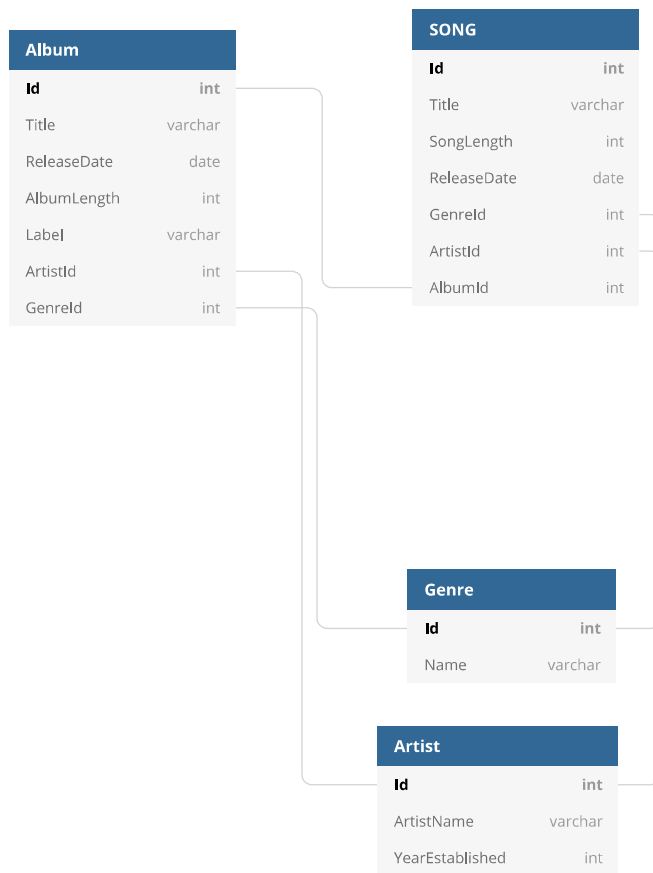 Album
Id int
Title varchar
ReleaseDate date
AlbumLength int
Label varchar
ArtistId int
GenreId int
SONG
Id int
Title varchar
SongLength int
ReleaseDate date
GenreId int
ArtistId int
AlbumId int
Genre
Id int
Name varchar
Artist
Id int
ArtistName varchar
YearEstablished int